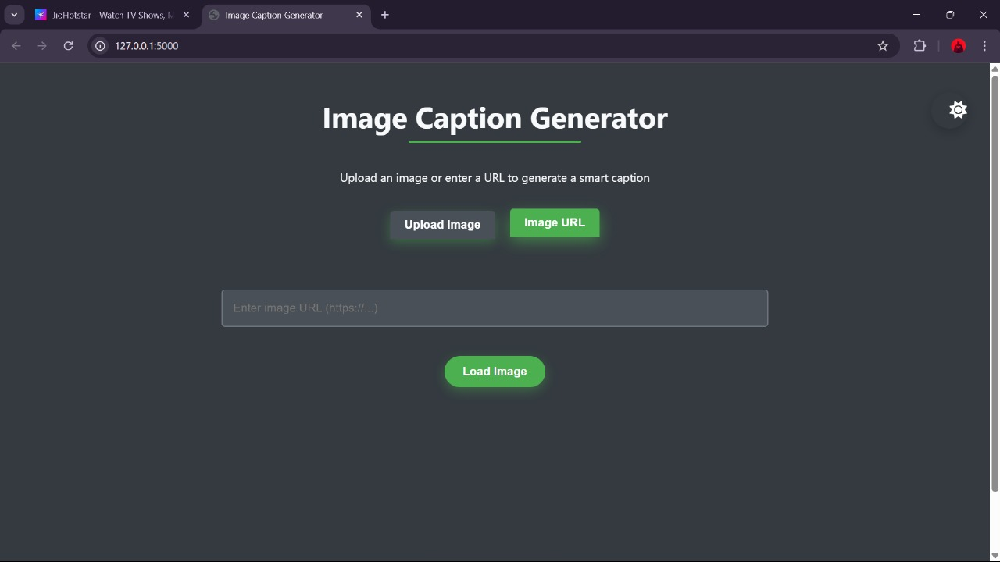 JioHotstar - Watch TV Shows, M
Image Caption Generator
127.0.0.1:5000
Image Caption Generator
Upload an image or enter a URL to generate a smart caption
Upload Image
Image URL
Enter image URL (https://...)
Load Image